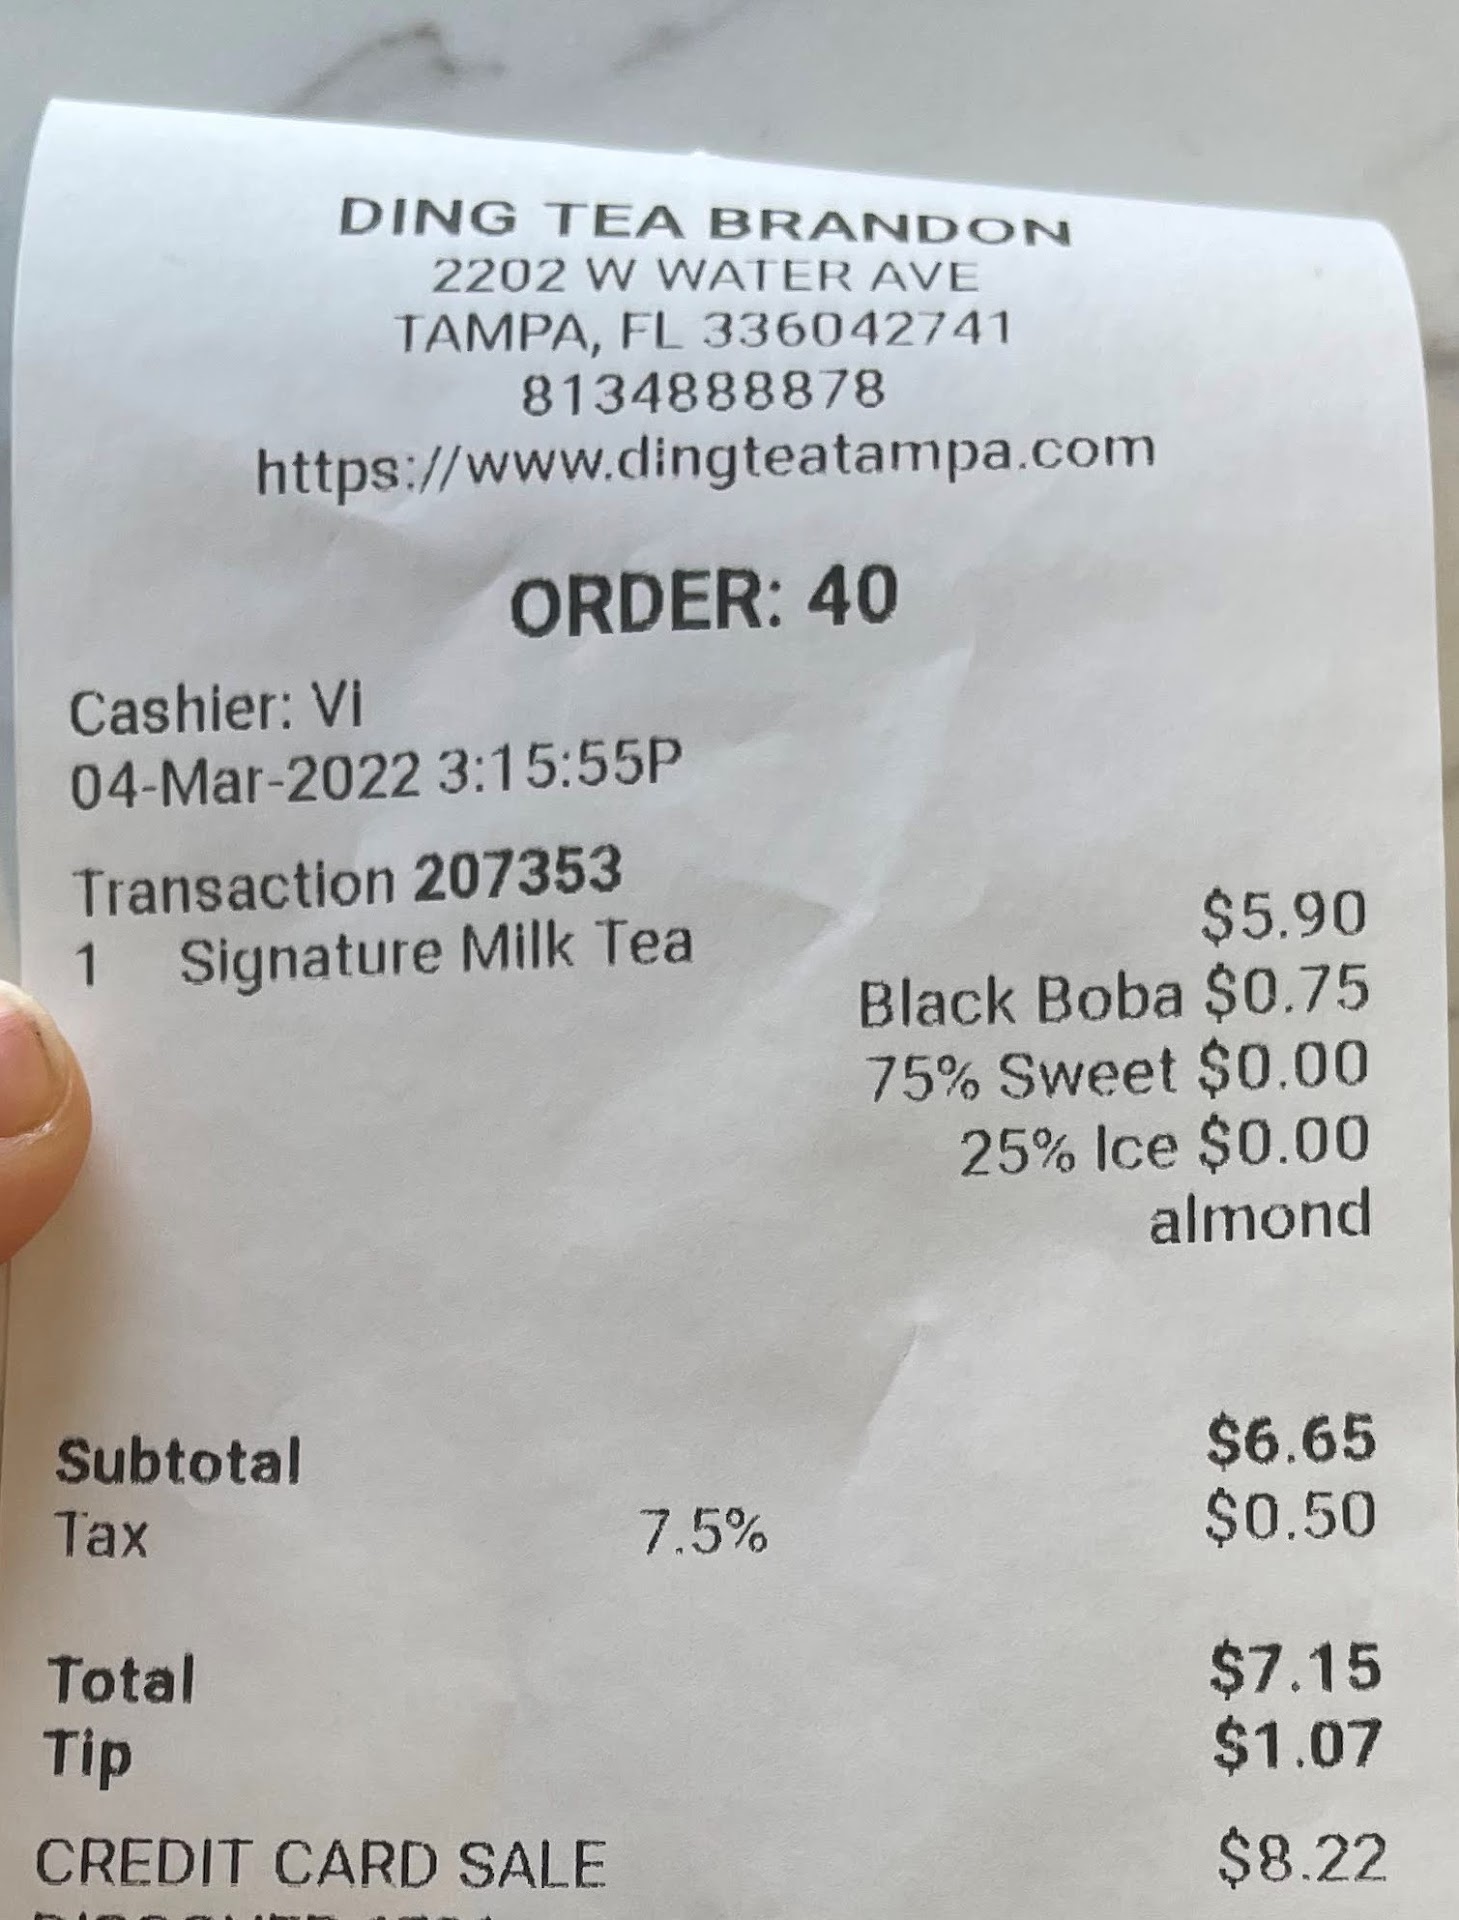 DING TEA BRANDON
2202 W WATER AVE
TAMPA, FL 336042741
8134888878
https://www.dingteatampa.com
ORDER: 40
Cashier: Vi
04-Mar-2022 3:15:55P
Transaction 207353
1 Signature Milk Tea $5.90
Black Boba $0.75
75% Sweet $0.00
25% Ice $0.00
almond
Subtotal $6.65
Tax 7.5% $0.50
Total $7.15
Tip $1.07
CREDIT CARD SALE $8.22